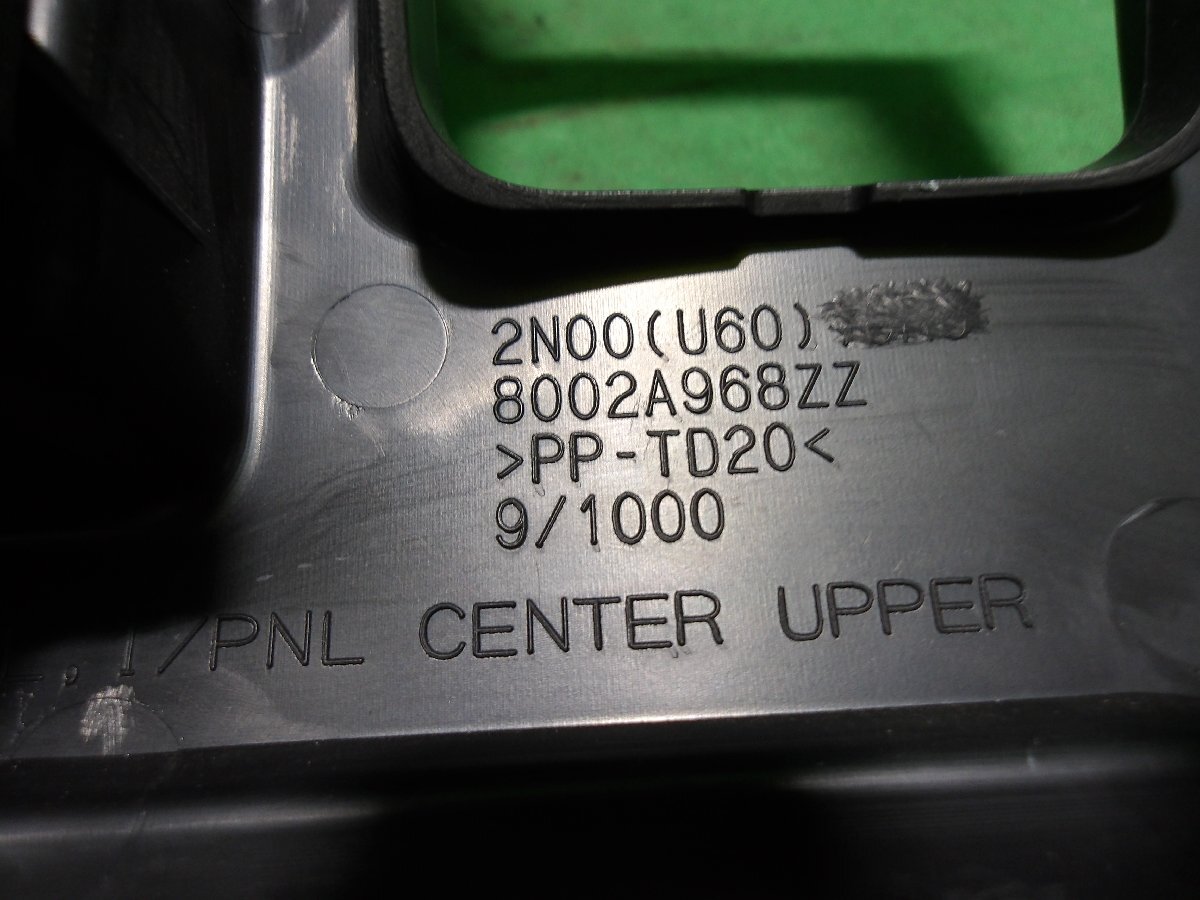 2N00(U60)
8002A968ZZ
>PP-TD20<
9/1000
I/PNL CENTER UPPER